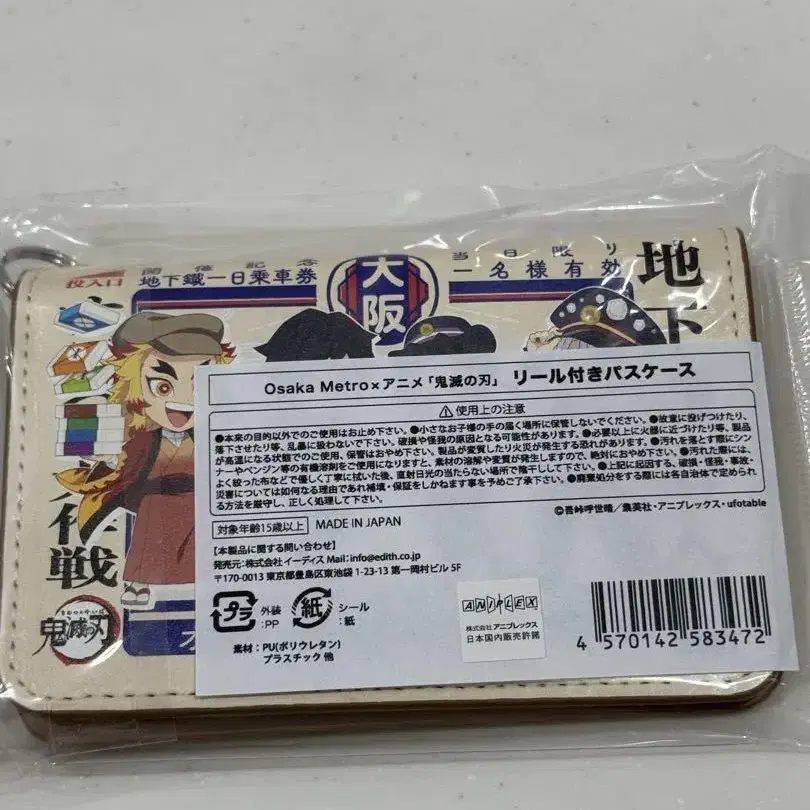 投入口
開催記念
地下鐵一日乗車券
大阪
当日限り
一名様有効
地下
作戦
鬼滅の刃
Osaka Metro×アニメ「鬼滅の刃」 リール付きパスケース
⚠使用上の注意
●本来の目的以外でのご使用はお止め下さい。●小さなお子様の手の届く場所に保管しないでください。●故意に投げつけたり、
落下させたり等、乱暴に扱わないで下さい。破損や怪我の原因となる可能性があります。●必要以上に火器に近づけたり等、製品
が高温になる状態でのご使用、保管はおやめ下さい。製品が変質したり火災が発生する恐れがあります。●汚れを落とす際にシン
ナーやベンジン等の有機溶剤をご使用になりますと、素材の溶解や変質が発生しますので、絶対におやめ下さい。●汚れた際には、
よく絞った布などで優しく丁寧に拭いた後、直射日光の当たらない場所で陰干しして下さい。●上記に起因する、破損・怪我・事故・
災害については如何なる理由であれ補填・保証をしかねます事を予めご了承下さい。●廃棄処分をする際には各自治体で定められ
る方法を厳守し、正しく処理して下さい。
©吾峠呼世晴/集英社・アニプレックス・ufotable
対象年齢15歳以上 MADE IN JAPAN
【本製品に関する問い合わせ】
発売元:株式会社イーディス Mail:info@edith.co.jp
〒170-0013 東京都豊島区東池袋 1-23-13 第一岡村ビル 5F
プラ 外装:PP 紙 シール:紙
素材:PU(ポリウレタン)
プラスチック 他
ANIPLEX
株式会社 アニプレックス
日本国内販売許諾
4 570142 583472